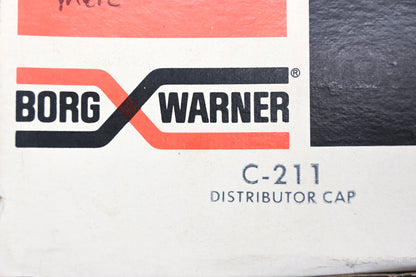 BORG WARNER ®
C-211
DISTRIBUTOR CAP